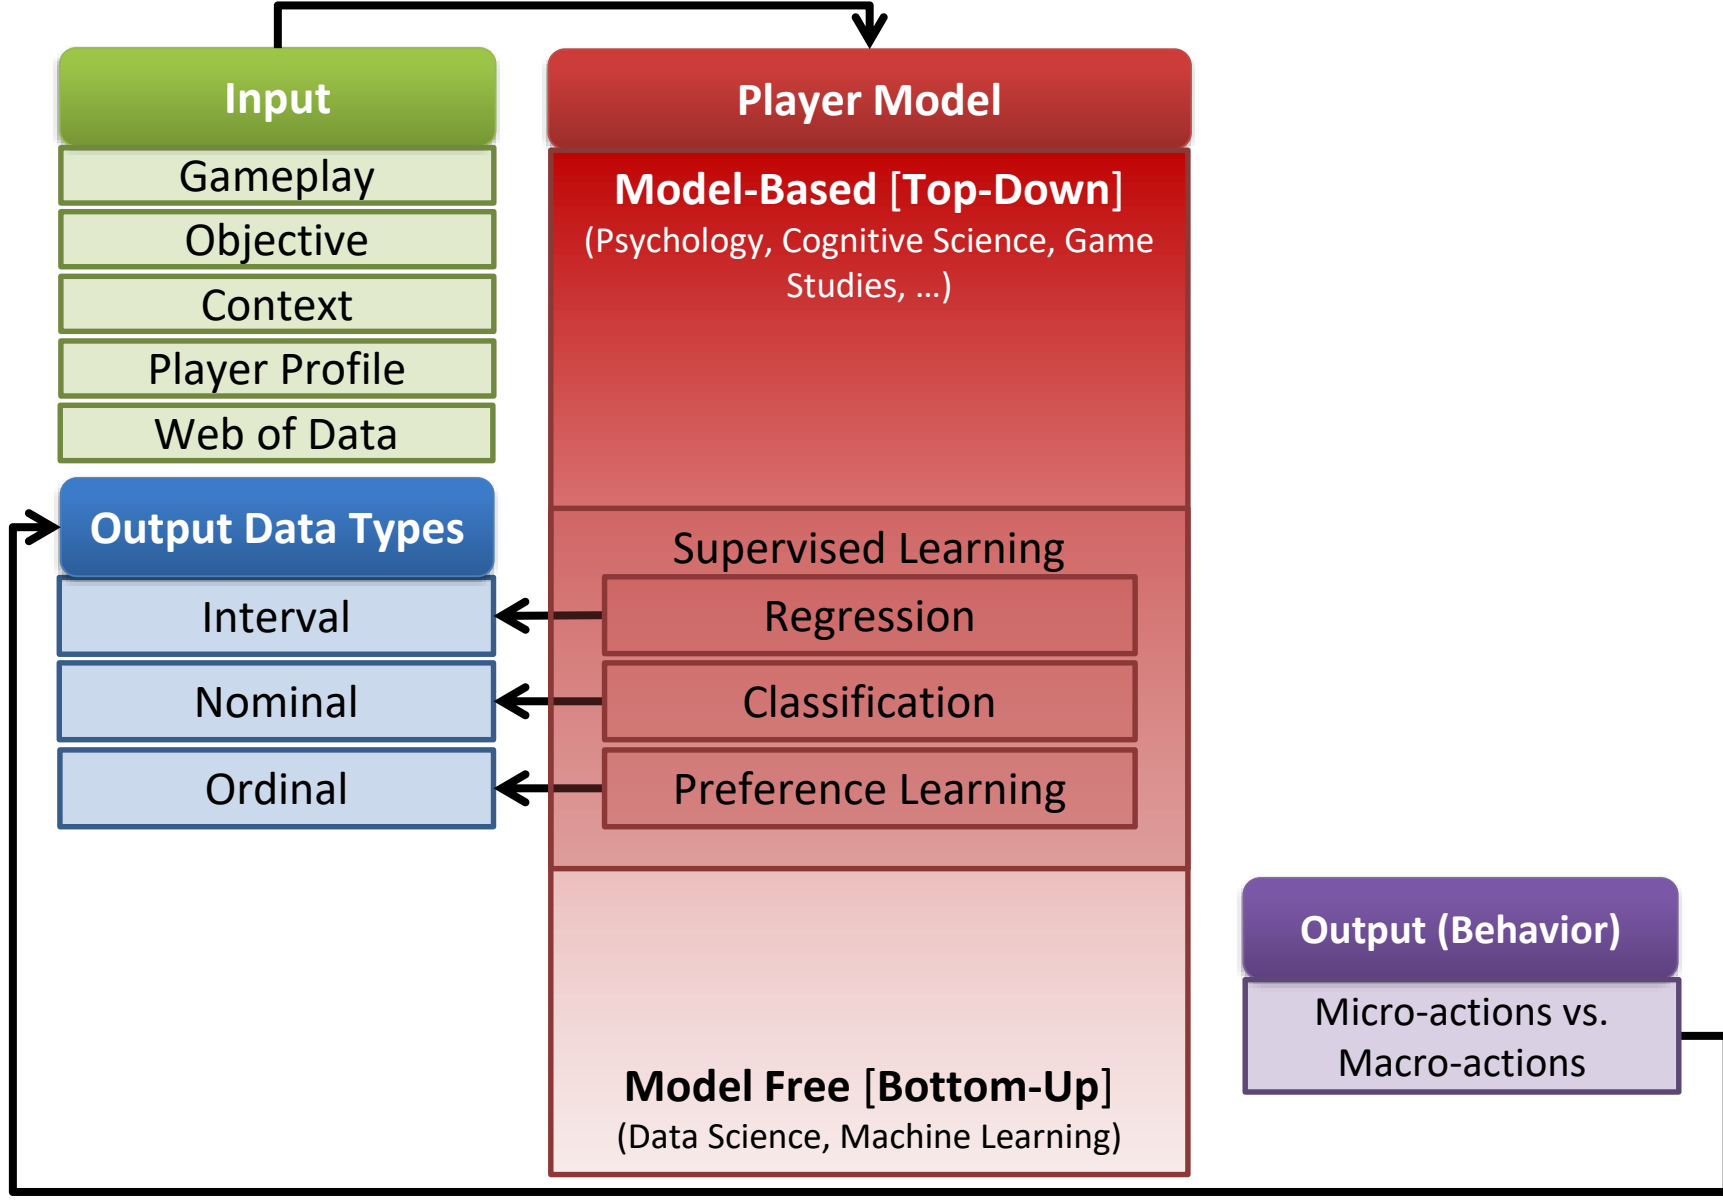 Input
Gameplay
Objective
Context
Player Profile
Web of Data
Output Data Types
Interval
Nominal
Ordinal
Player Model
Model-Based [Top-Down]
(Psychology, Cognitive Science, Game
Studies, …)
Supervised Learning
Regression
Classification
Preference Learning
Model Free [Bottom-Up]
(Data Science, Machine Learning)
Output (Behavior)
Micro-actions vs.
Macro-actions